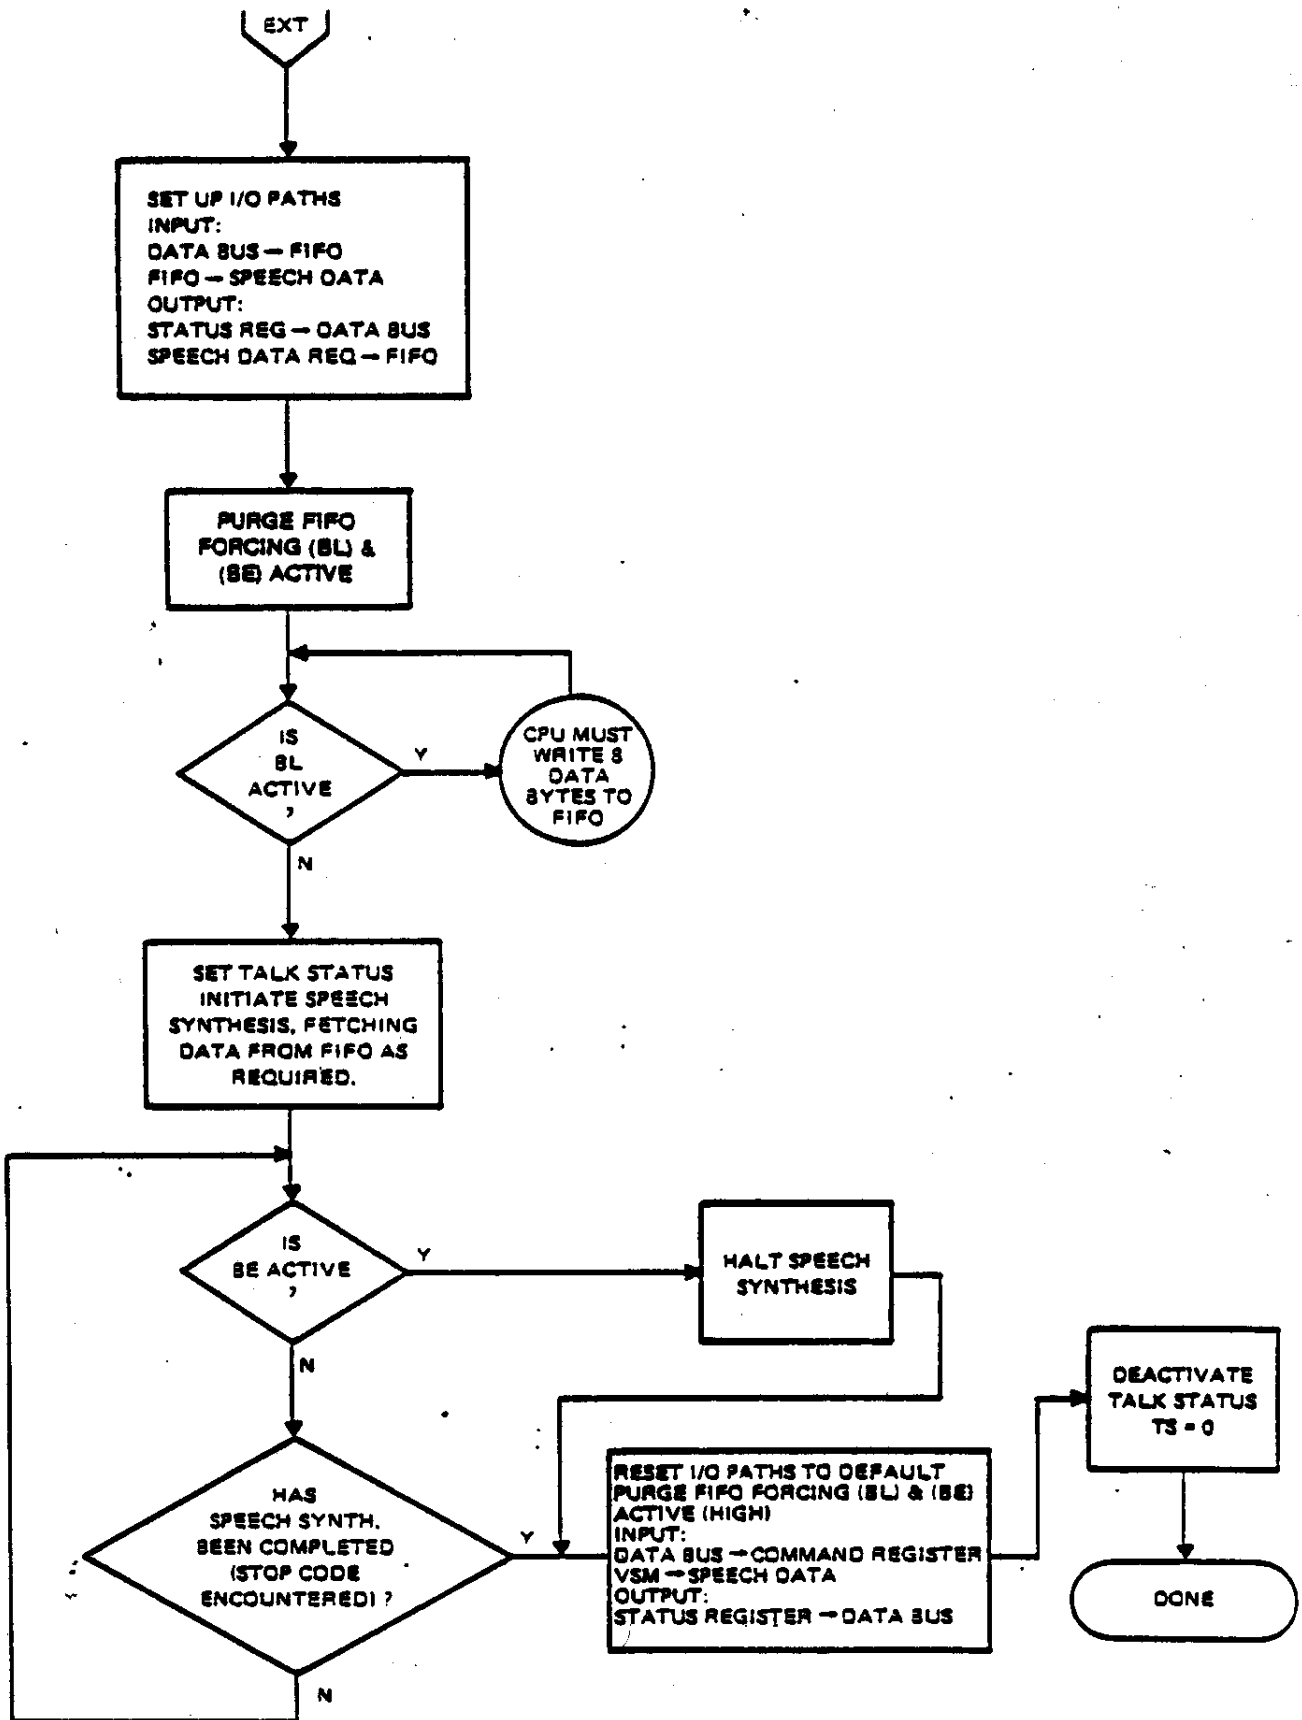 EXT
SET UP I/O PATHS
INPUT:
DATA BUS → FIFO
FIFO → SPEECH DATA
OUTPUT:
STATUS REG → DATA BUS
SPEECH DATA REQ → FIFO
PURGE FIFO
FORCING (BL) &
(BE) ACTIVE
IS
BL
ACTIVE
?
Y
CPU MUST
WRITE 8
DATA
BYTES TO
FIFO
N
SET TALK STATUS
INITIATE SPEECH
SYNTHESIS, FETCHING
DATA FROM FIFO AS
REQUIRED.
IS
BE ACTIVE
?
Y
HALT SPEECH
SYNTHESIS
N
HAS
SPEECH SYNTH.
BEEN COMPLETED
(STOP CODE
ENCOUNTERED) ?
Y
N
RESET I/O PATHS TO DEFAULT
PURGE FIFO FORCING (BL) & (BE)
ACTIVE (HIGH)
INPUT:
DATA BUS → COMMAND REGISTER
VSM → SPEECH DATA
OUTPUT:
STATUS REGISTER → DATA BUS
DEACTIVATE
TALK STATUS
TS = 0
DONE